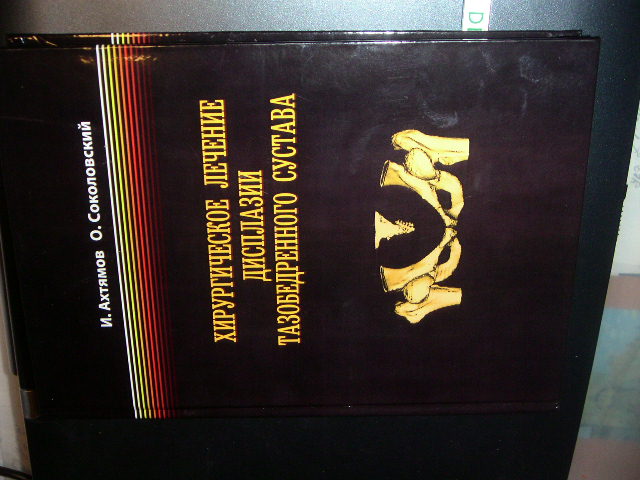 И. Ахтямов О. Соколовский
ХИРУРГИЧЕСКОЕ ЛЕЧЕНИЕ
ДИСПЛАЗИИ
ТАЗОБЕДРЕННОГО СУСТАВА